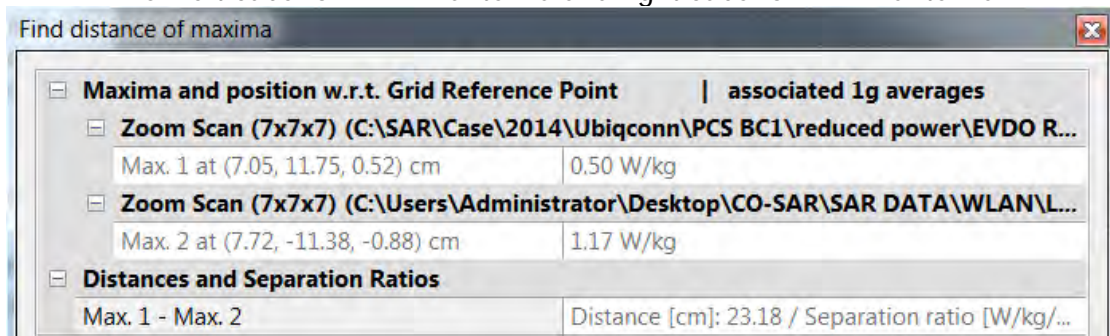 Find distance of maxima
Maxima and position w.r.t. Grid Reference Point | associated 1g averages
Zoom Scan (7x7x7) (C:\SAR\Case\2014\Ubiqconn\PCS BC1\reduced power\EVDO R...
Max. 1 at (7.05, 11.75, 0.52) cm 0.50 W/kg
Zoom Scan (7x7x7) (C:\Users\Administrator\Desktop\CO-SAR\SAR DATA\WLAN\L...
Max. 2 at (7.72, -11.38, -0.88) cm 1.17 W/kg
Distances and Separation Ratios
Max. 1 - Max. 2 Distance [cm]: 23.18 / Separation ratio [W/kg/...